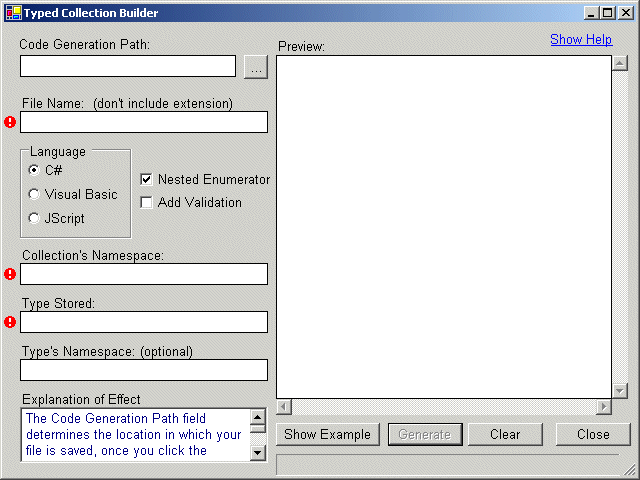 Typed Collection Builder
Code Generation Path:
...
File Name: (don't include extension)
Language
C#
Visual Basic
JScript
Nested Enumerator
Add Validation
Collection's Namespace:
Type Stored:
Type's Namespace: (optional)
Explanation of Effect
The Code Generation Path field
determines the location in which your
file is saved, once you click the
Preview:
Show Help
Show Example
Generate
Clear
Close